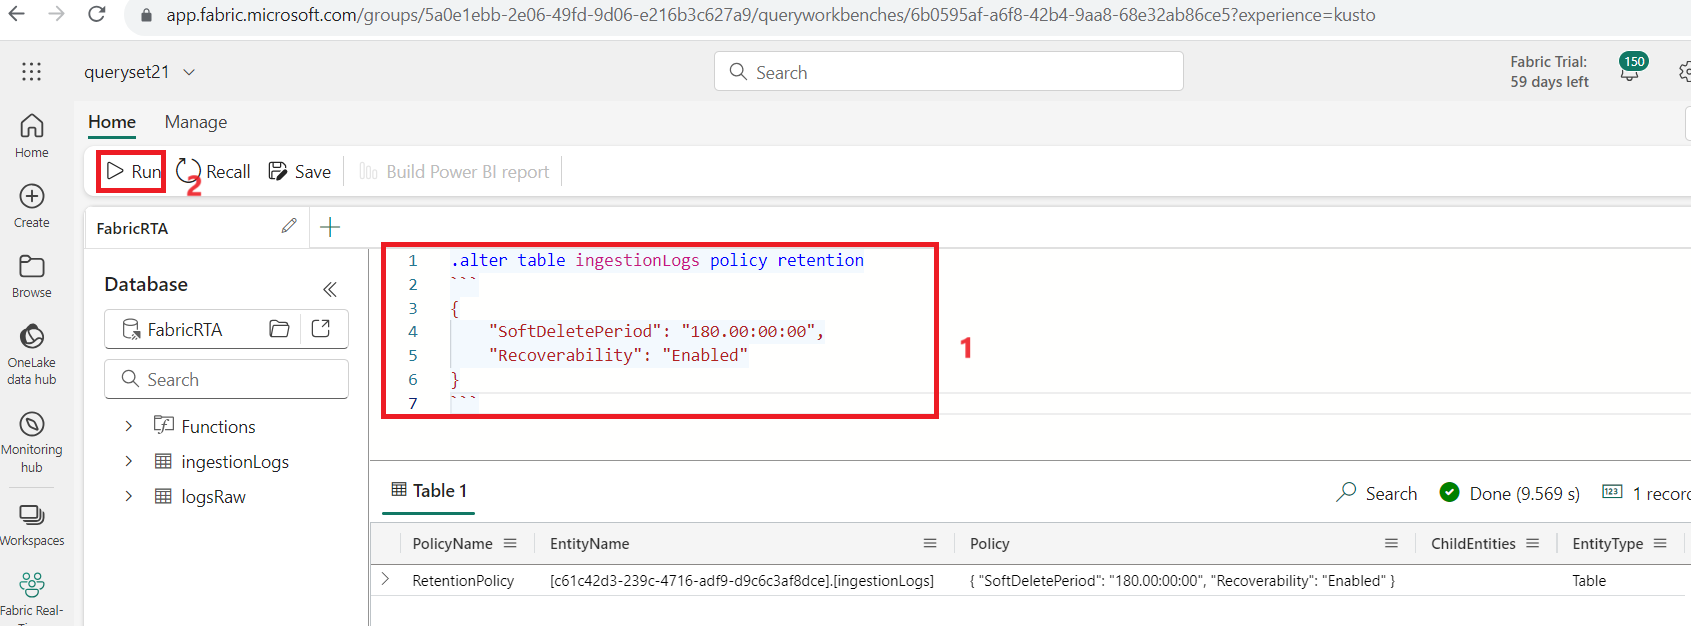 app.fabric.microsoft.com/groups/5a0e1ebb-2e06-49fd-9d06-e216b3c627a9/queryworkbenches/6b0595af-a6f8-42b4-9aa8-68e32ab86ce5?experience=kusto
queryset21
Search
Fabric Trial:
59 days left
150
Home
Manage
Run
2
Recall
Save
Build Power BI report
Home
Create
Browse
OneLake
data hub
Monitoring
hub
Workspaces
Fabric Real-
FabricRTA
Database
FabricRTA
Search
Functions
ingestionLogs
logsRaw
1 .alter table ingestionLogs policy retention
2 ```
3 {
4 "SoftDeletePeriod": "180.00:00:00",
5 "Recoverability": "Enabled"
6 }
7 ```
1
Table 1
Search
Done (9.569 s)
123
1 recorc
PolicyName EntityName Policy ChildEntities EntityType
RetentionPolicy [c61c42d3-239c-4716-adf9-d9c6c3af8dce].[ingestionLogs] { "SoftDeletePeriod": "180.00:00:00", "Recoverability": "Enabled" } Table